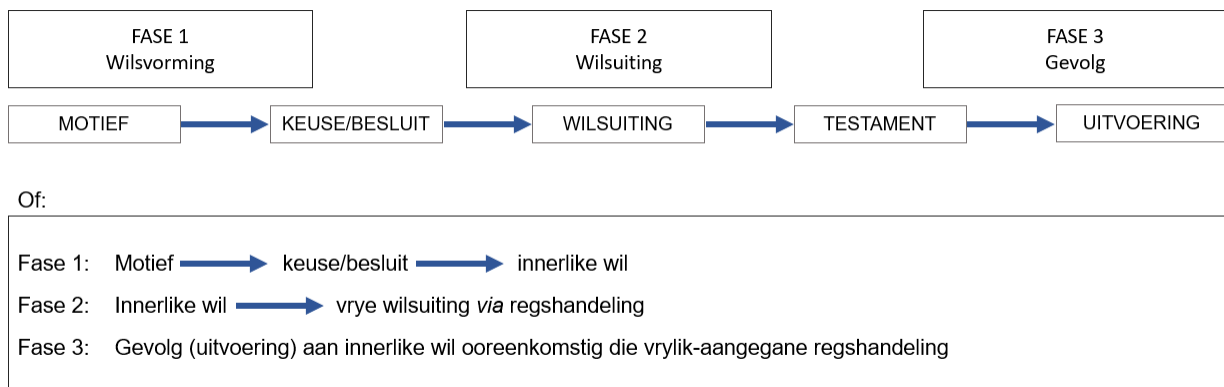 FASE 1
Wilsvorming
FASE 2
Wilsuiting
FASE 3
Gevolg
MOTIEF
KEUSE/BESLUIT
WILSUITING
TESTAMENT
UITVOERING
Of:
Fase 1: Motief keuse/besluit innerlike wil
Fase 2: Innerlike wil vrye wilsuiting via regshandeling
Fase 3: Gevolg (uitvoering) aan innerlike wil ooreenkomstig die vrylik-aangegane regshandeling